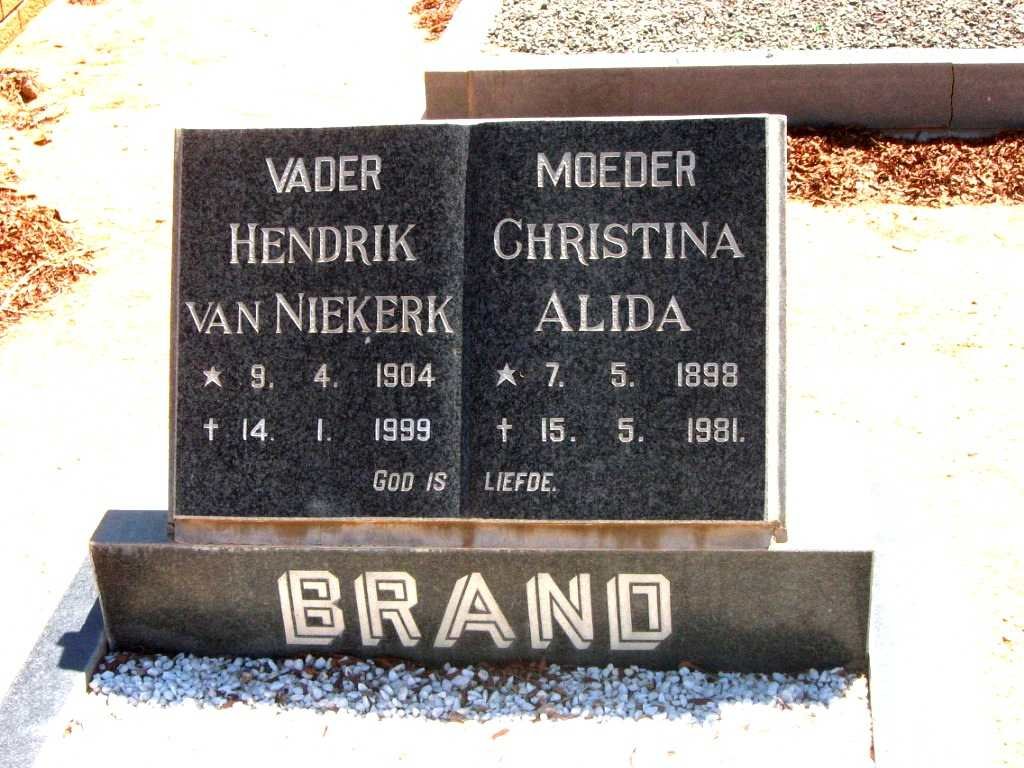 VADER
HENDRIK
VAN NIEKERK
★ 9. 4. 1904
† 14. 1. 1999
MOEDER
CHRISTINA
ALIDA
★ 7. 5. 1898
† 15. 5. 1981.
GOD IS LIEFDE.
BRAND